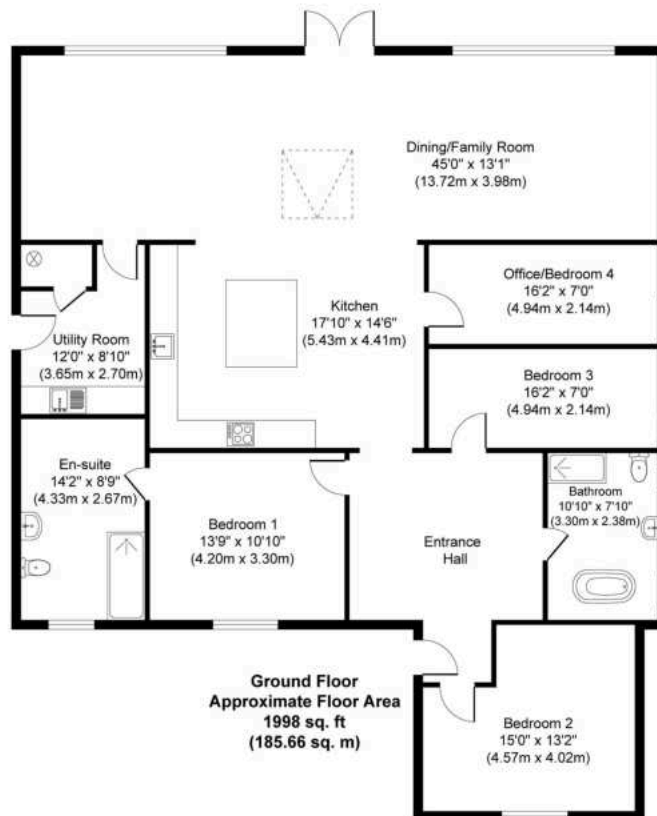 Dining/Family Room
45'0" x 13'1"
(13.72m x 3.98m)
Office/Bedroom 4
16'2" x 7'0"
(4.94m x 2.14m)
Kitchen
17'10" x 14'6"
(5.43m x 4.41m)
Utility Room
12'0" x 8'10"
(3.65m x 2.70m)
Bedroom 3
16'2" x 7'0"
(4.94m x 2.14m)
En-suite
14'2" x 8'9"
(4.33m x 2.67m)
Bathroom
10'10" x 7'10"
(3.30m x 2.38m)
Bedroom 1
13'9" x 10'10"
(4.20m x 3.30m)
Entrance
Hall
Ground Floor
Approximate Floor Area
1998 sq. ft
(185.66 sq. m)
Bedroom 2
15'0" x 13'2"
(4.57m x 4.02m)